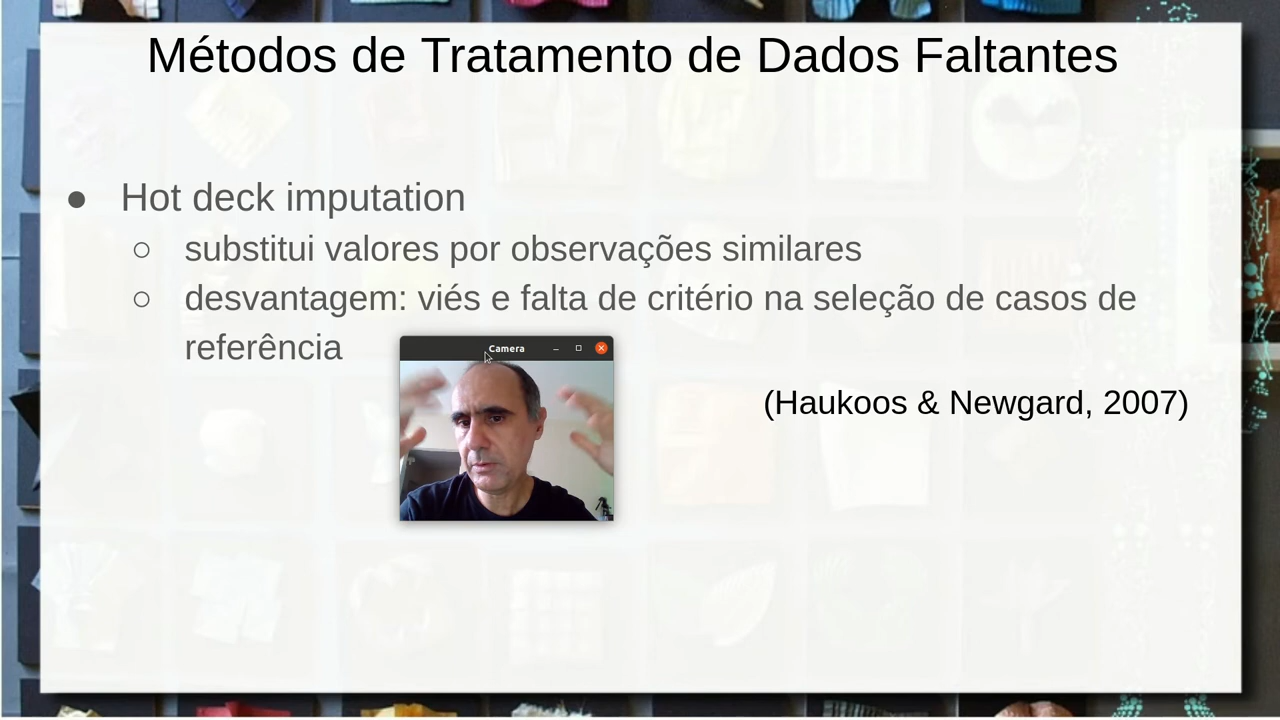 Métodos de Tratamento de Dados Faltantes
● Hot deck imputation
○ substitui valores por observações similares
○ desvantagem: viés e falta de critério na seleção de casos de
referência
Camera
(Haukoos & Newgard, 2007)